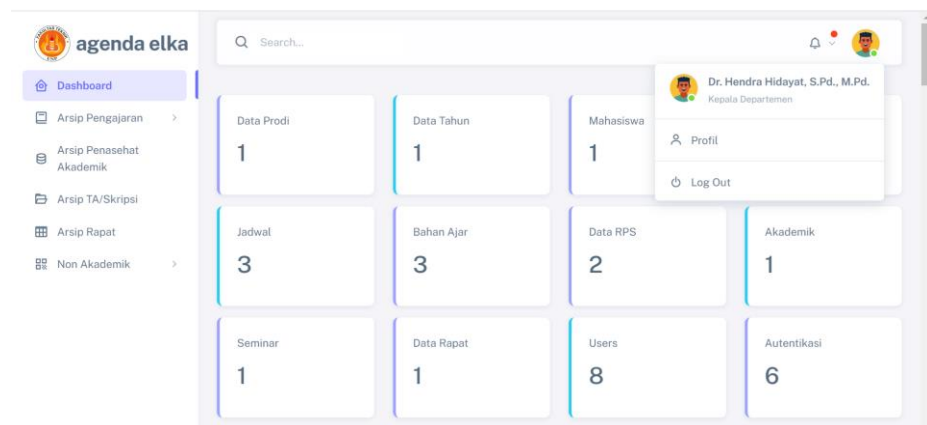 agenda elka
Search...
Dr. Hendra Hidayat, S.Pd., M.Pd.
Kepala Departemen
Profil
Log Out
Dashboard
Arsip Pengajaran
Arsip Penasehat
Akademik
Arsip TA/Skripsi
Arsip Rapat
Non Akademik
Data Prodi
1
Data Tahun
1
Mahasiswa
1
Jadwal
3
Bahan Ajar
3
Data RPS
2
Akademik
1
Seminar
1
Data Rapat
1
Users
8
Autentikasi
6